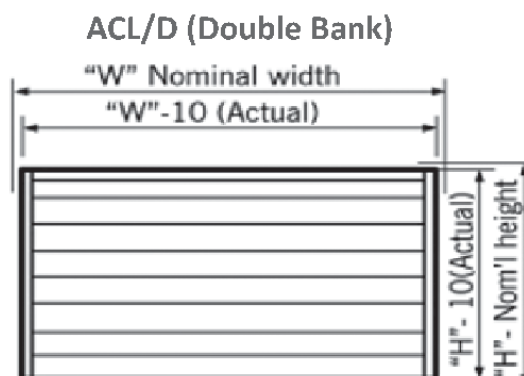 ACL/D (Double Bank)
“W” Nominal width
“W”-10 (Actual)
“H”- 10(Actual)
“H”- Nom'l height